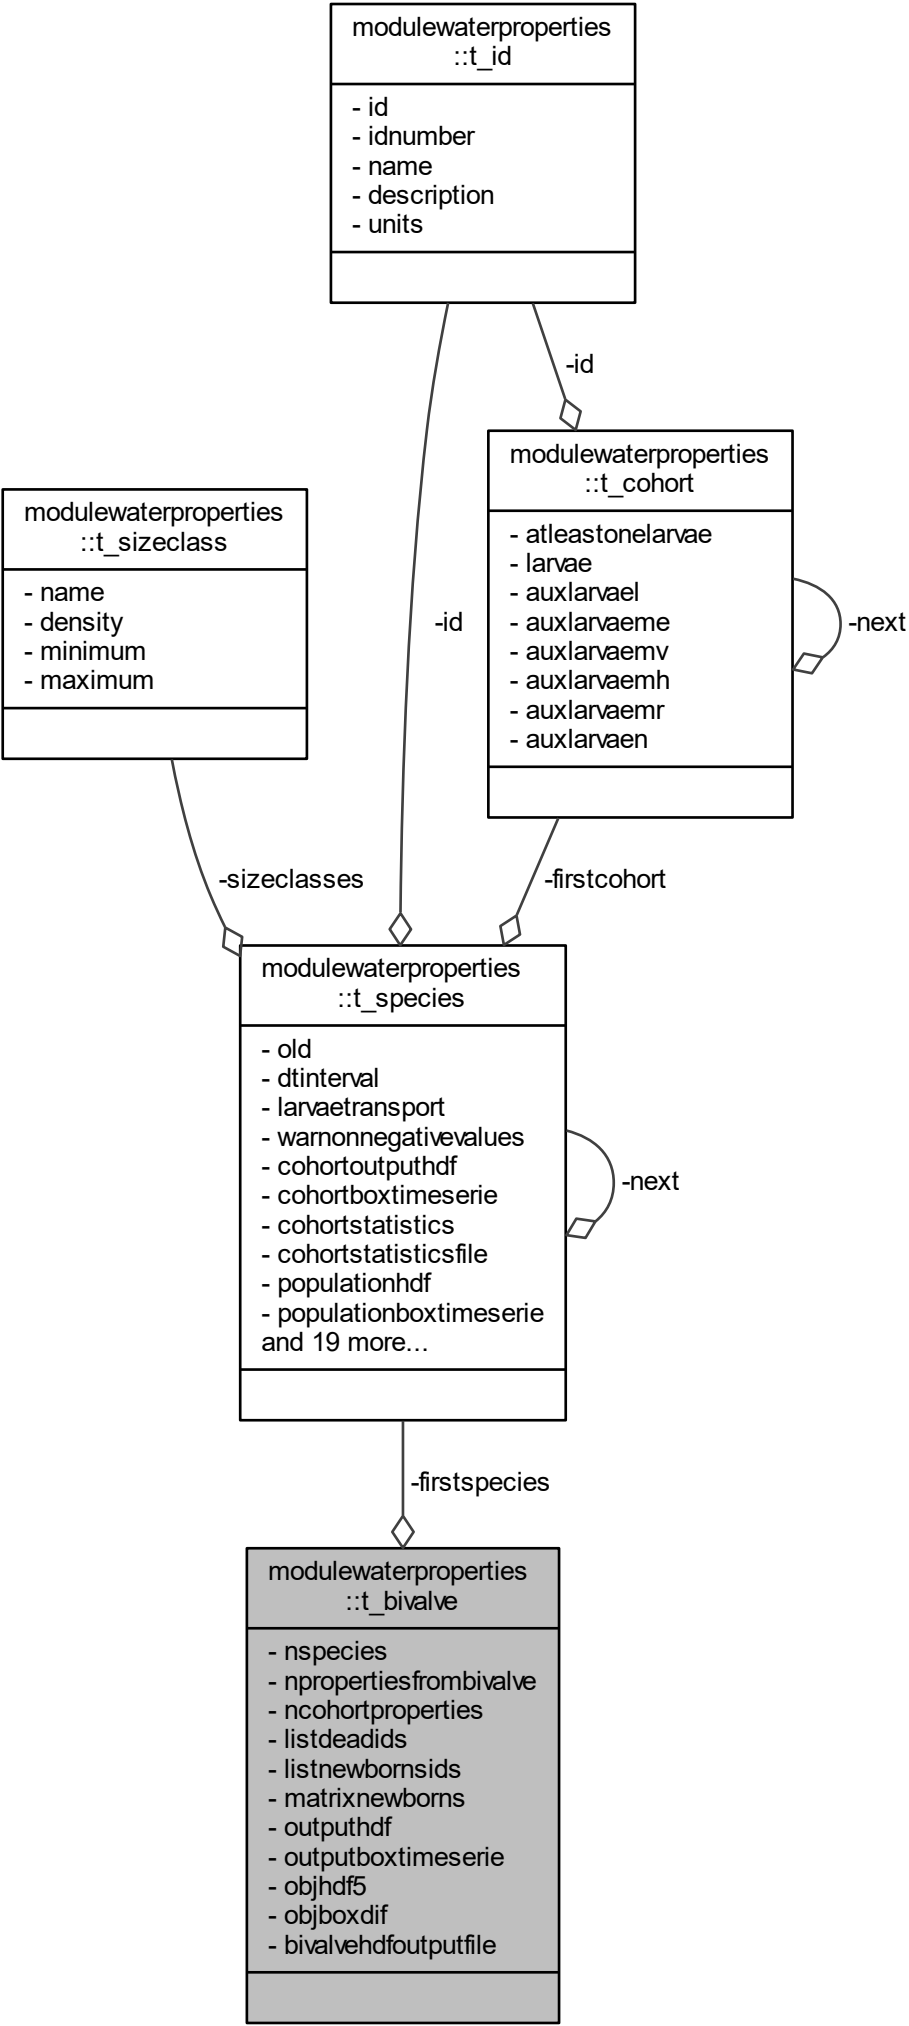 modulewaterproperties
::t_id
- id
- idnumber
- name
- description
- units
-id
modulewaterproperties
::t_cohort
- atleastonelarvae
- larvae
- auxlarvael
- auxlarvaeme
- auxlarvaemv
- auxlarvaemh
- auxlarvaemr
- auxlarvaen
-next
modulewaterproperties
::t_sizeclass
- name
- density
- minimum
- maximum
-id
-sizeclasses
-firstcohort
modulewaterproperties
::t_species
- old
- dtinterval
- larvaetransport
- warnonnegativevalues
- cohortoutputhdf
- cohortboxtimeserie
- cohortstatistics
- cohortstatisticsfile
- populationhdf
- populationboxtimeserie
and 19 more...
-next
-firstspecies
modulewaterproperties
::t_bivalve
- nspecies
- npropertiesfrombivalve
- ncohortproperties
- listdeadids
- listnewbornsids
- matrixnewborns
- outputhdf
- outputboxtimeserie
- objhdf5
- objboxdif
- bivalvehdfoutputfile